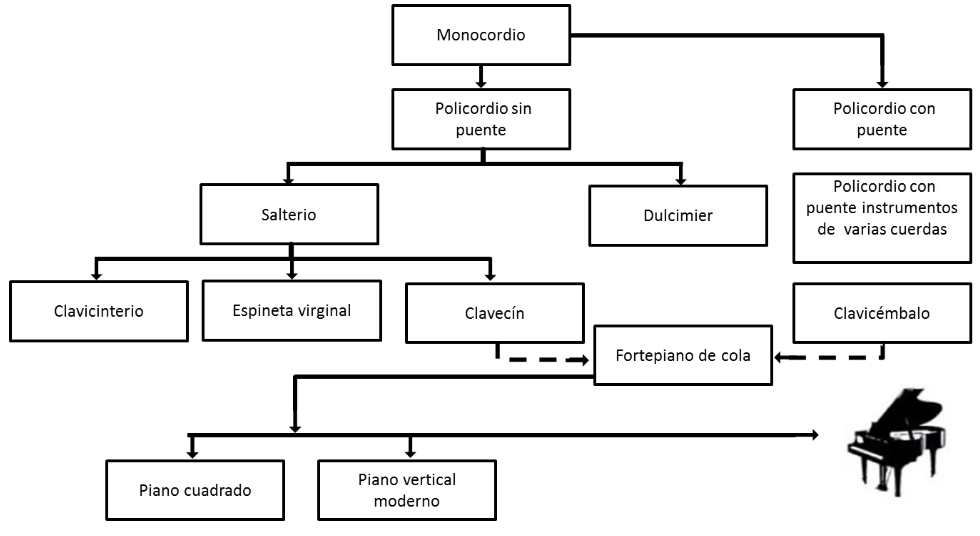 Monocordio
Policordio sin
puente
Policordio con
puente
Salterio
Dulcimier
Policordio con
puente instrumentos
de varias cuerdas
Clavicinterio
Espineta virginal
Clavecín
Clavicémbalo
Fortepiano de cola
Piano cuadrado
Piano vertical
moderno